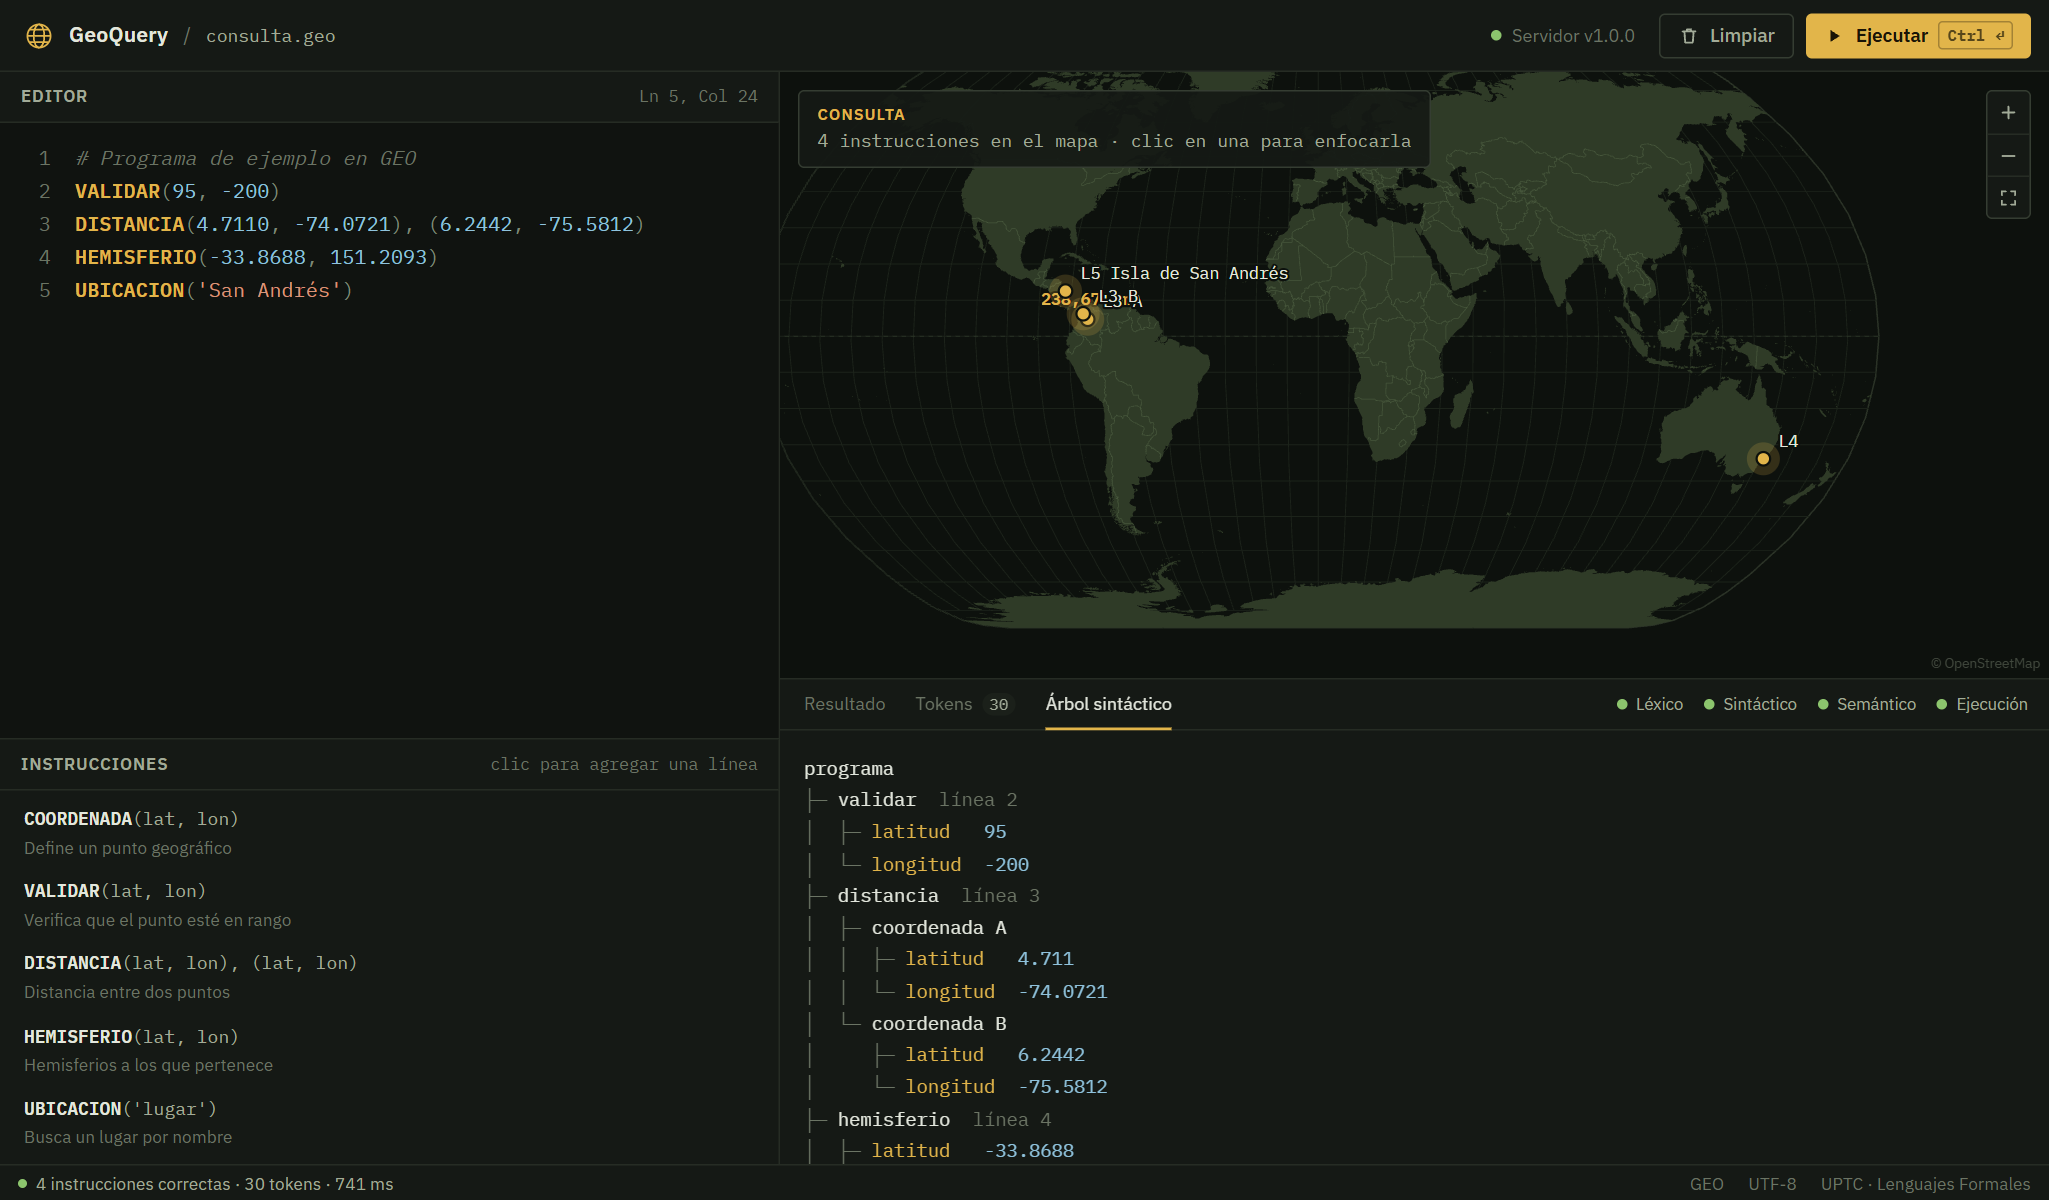 GeoQuery / consulta.geo
Servidor v1.0.0
Limpiar
Ejecutar Ctrl ↵
EDITOR
Ln 5, Col 24
1 # Programa de ejemplo en GEO
2 VALIDAR(95, -200)
3 DISTANCIA(4.7110, -74.0721), (6.2442, -75.5812)
4 HEMISFERIO(-33.8688, 151.2093)
5 UBICACION('San Andrés')
INSTRUCCIONES
clic para agregar una línea
COORDENADA(lat, lon)
Define un punto geográfico
VALIDAR(lat, lon)
Verifica que el punto esté en rango
DISTANCIA(lat, lon), (lat, lon)
Distancia entre dos puntos
HEMISFERIO(lat, lon)
Hemisferios a los que pertenece
UBICACION('lugar')
Busca un lugar por nombre
CONSULTA
4 instrucciones en el mapa · clic en una para enfocarla
L5 Isla de San Andrés
L3·B
L4
© OpenStreetMap
Resultado
Tokens 30
Árbol sintáctico
Léxico
Sintáctico
Semántico
Ejecución
programa
├─ validar línea 2
│ ├─ latitud 95
│ └─ longitud -200
├─ distancia línea 3
│ ├─ coordenada A
│ │ ├─ latitud 4.711
│ │ └─ longitud -74.0721
│ └─ coordenada B
│ ├─ latitud 6.2442
│ └─ longitud -75.5812
├─ hemisferio línea 4
│ ├─ latitud -33.8688
4 instrucciones correctas · 30 tokens · 741 ms
GEO
UTF-8
UPTC · Lenguajes Formales